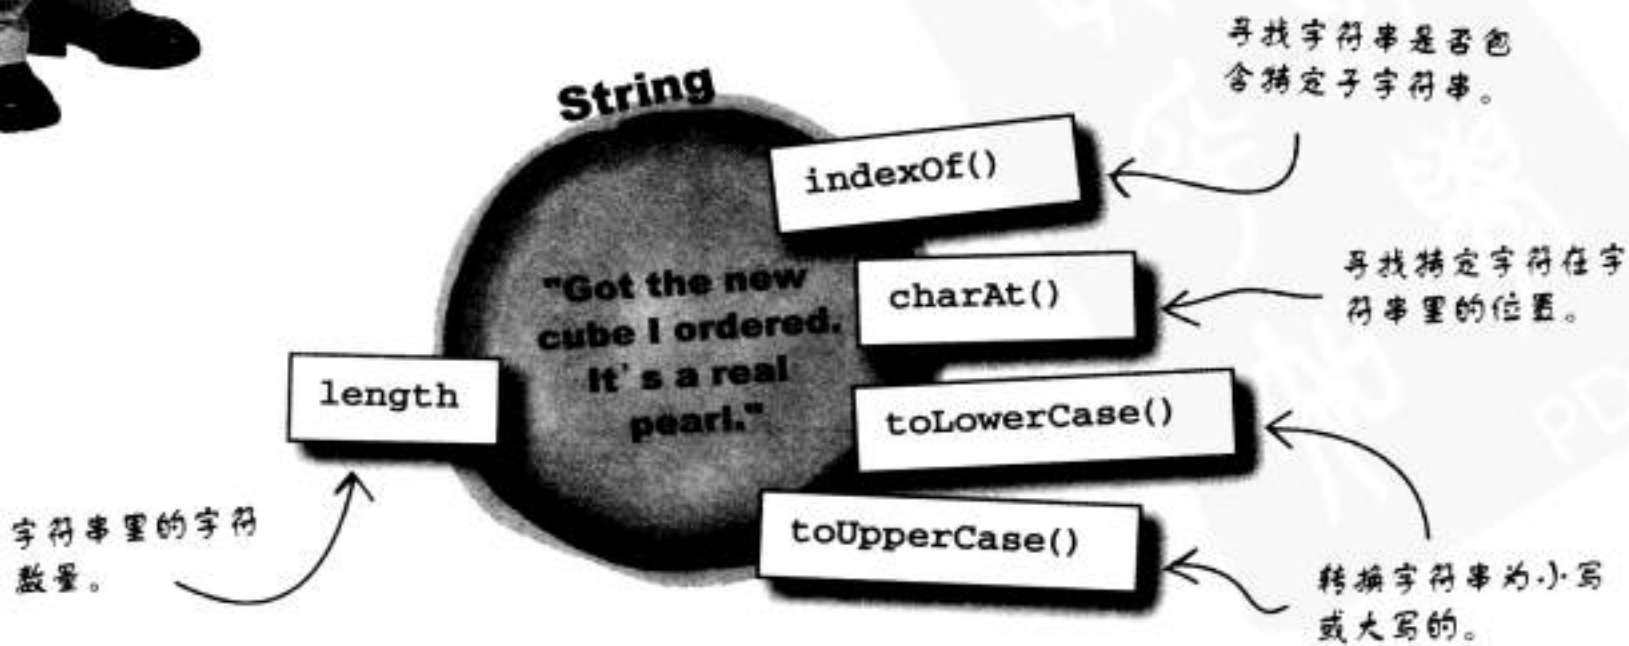 寻找字符串是否包
含特定子字符串。
String
indexOf()
"Got the new
cube I ordered.
It's a real
pearl."
charAt()
寻找特定字符在字
符串里的位置。
length
toLowerCase()
toUpperCase()
字符串里的字符
数量。
转换字符串为小写
或大写的。
PD